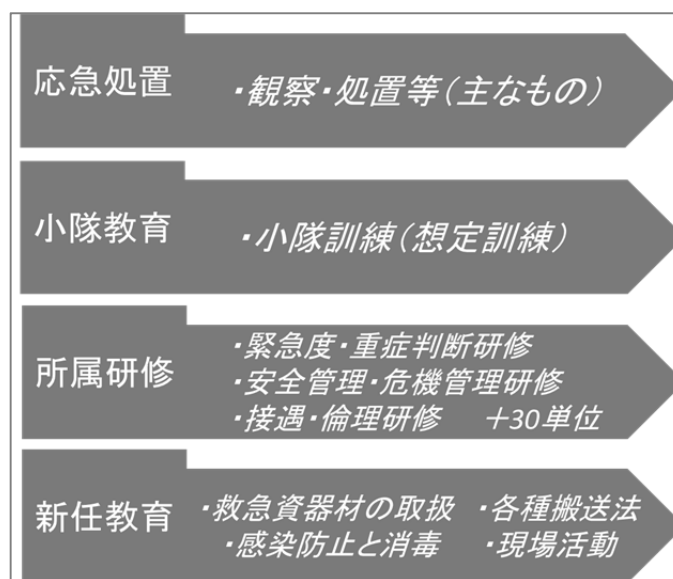 応急処置
・観察・処置等（主なもの）
小隊教育
・小隊訓練（想定訓練）
所属研修
・緊急度・重症判断研修
・安全管理・危機管理研修
・接遇・倫理研修　＋30単位
新任教育
・救急資器材の取扱　・各種搬送法
・感染防止と消毒　・現場活動